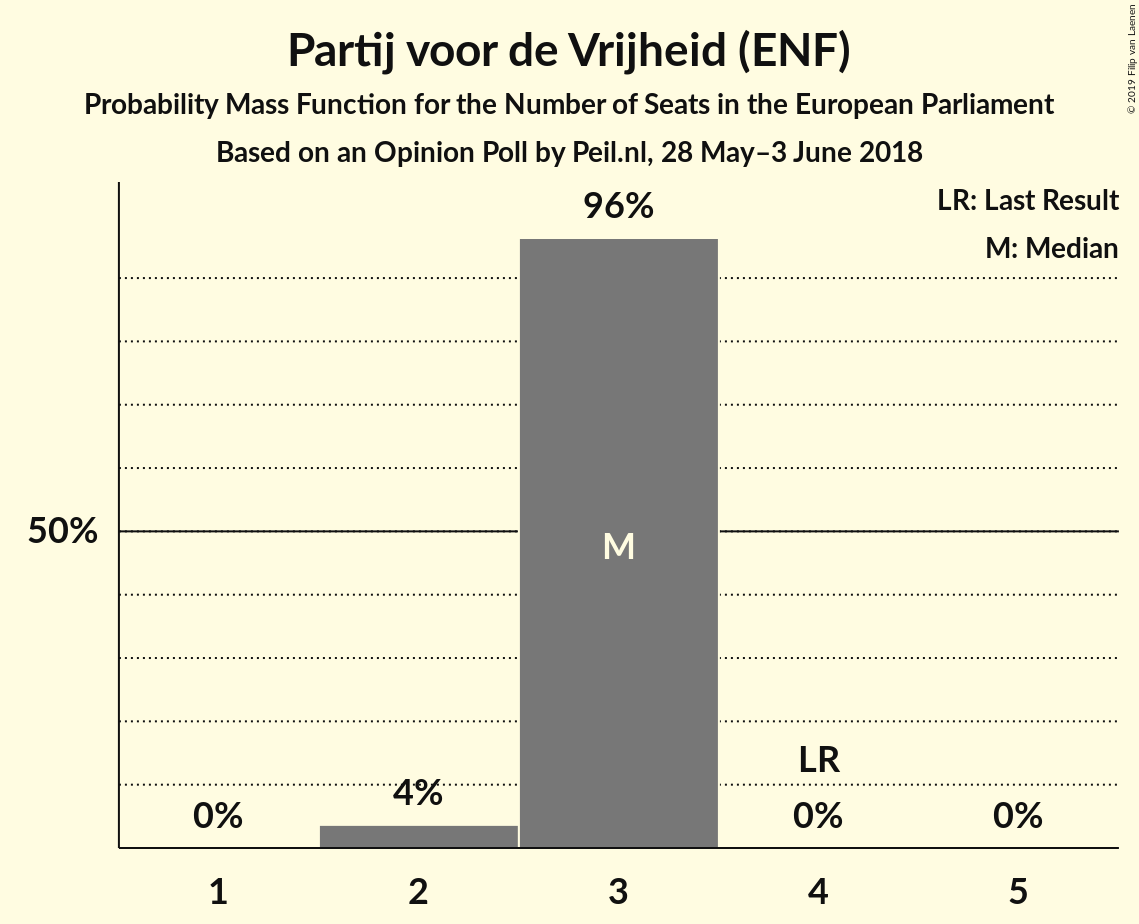 Partij voor de Vrijheid (ENF)
Probability Mass Function for the Number of Seats in the European Parliament
Based on an Opinion Poll by Peil.nl, 28 May–3 June 2018
© 2019 Filip van Laenen
LR: Last Result
M: Median
96%
50%
M
LR
0%
4%
0%
0%
1
2
3
4
5